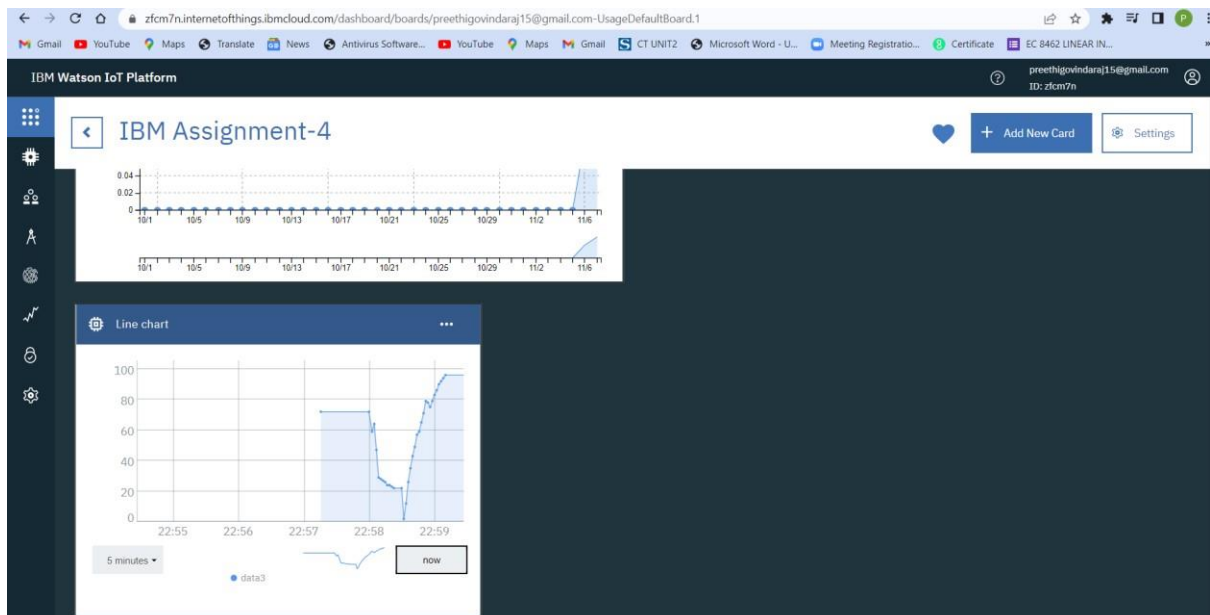 zfcm7n.internetofthings.ibmcloud.com/dashboard/boards/preethigovindaraj15@gmail.com-UsageDefaultBoard.1
Gmail YouTube Maps Translate News Antivirus Software... YouTube Maps Gmail CT UNIT2 Microsoft Word - U... Meeting Registratio... Certificate EC 8462 LINEAR IN... »
IBM Watson IoT Platform
preethigovindaraj15@gmail.com
ID: zfcm7n
IBM Assignment-4
+ Add New Card
Settings
0.04
0.02
0
10/1 10/5 10/9 10/13 10/17 10/21 10/25 10/29 11/2 11/6
10/1 10/5 10/9 10/13 10/17 10/21 10/25 10/29 11/2 11/6
Line chart
100
80
60
40
20
0
22:55 22:56 22:57 22:58 22:59
5 minutes
now
data3